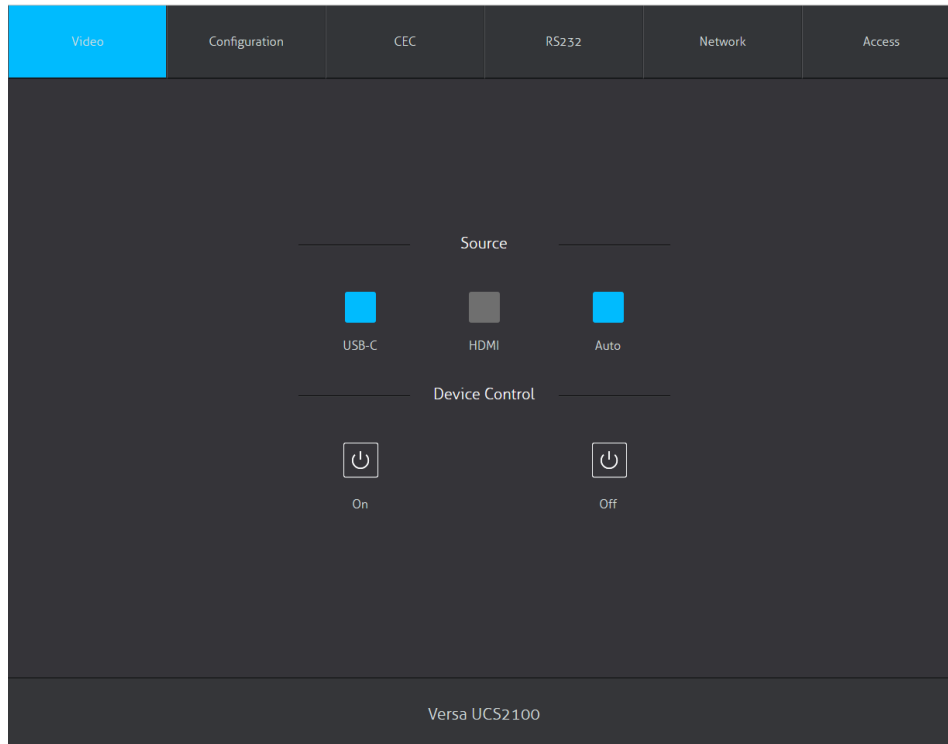 Video Configuration CEC RS232 Network Access
Source
USB-C HDMI Auto
Device Control
On Off
Versa UCS2100